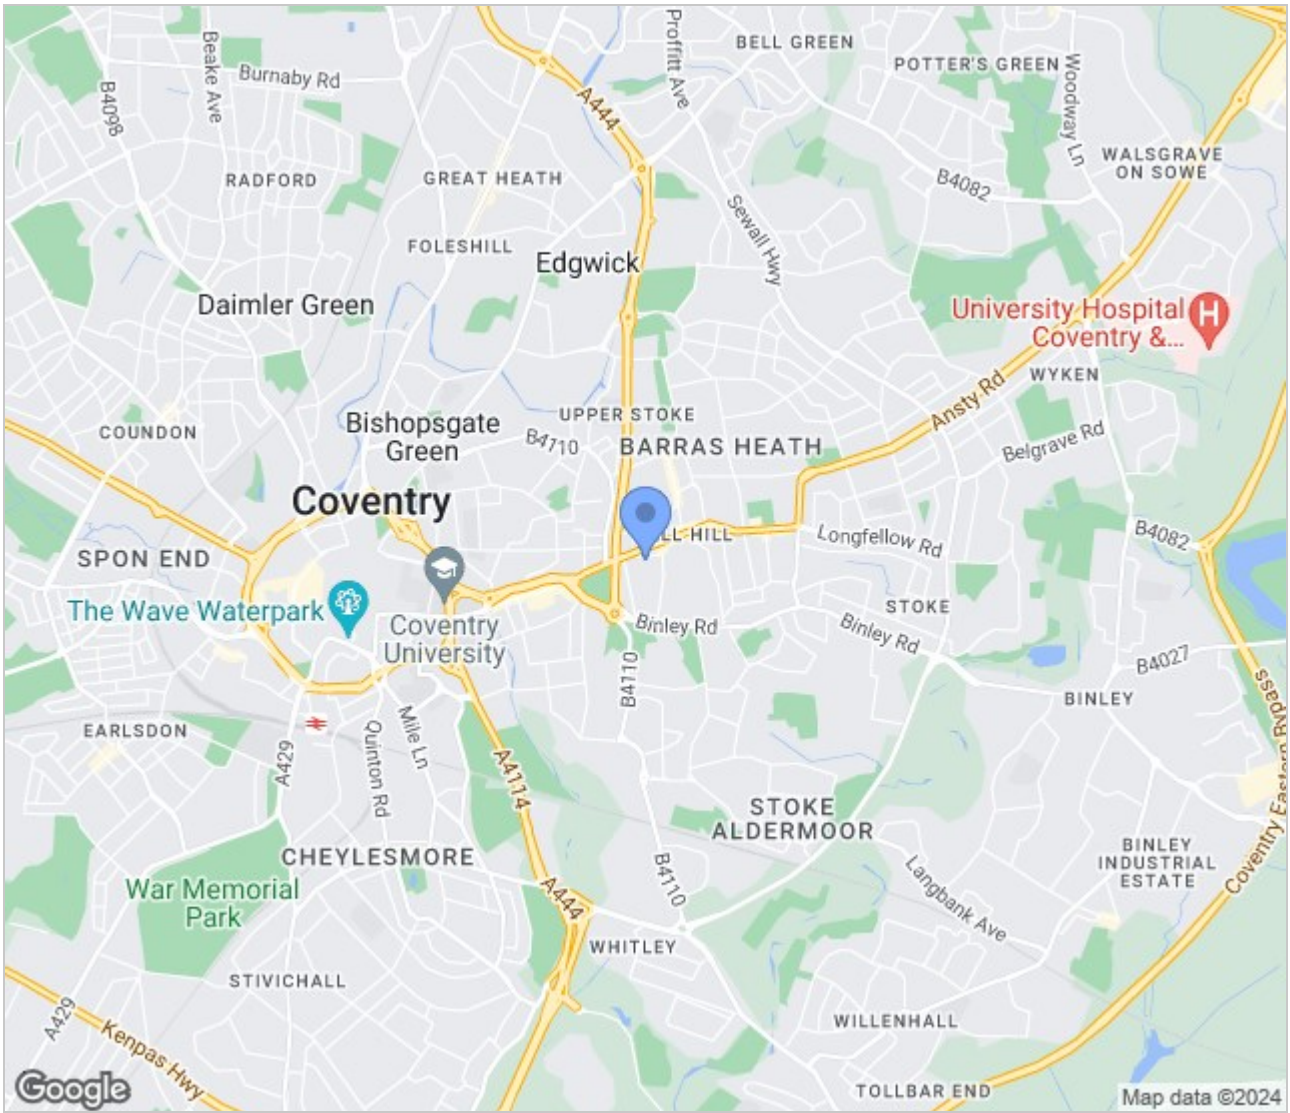 BELL GREEN
POTTER'S GREEN
Proffitt Ave
Beake Ave
Burnaby Rd
B4098
A444
Woodway Ln
WALSGRAVE
ON SOWE
RADFORD
GREAT HEATH
B4082
Sewall Hwy
FOLESHILL
Edgwick
Daimler Green
University Hospital
Coventry &...
H
WYKEN
Ansty Rd
UPPER STOKE
Bishopsgate
Green
B4110
BARRAS HEATH
COUNDON
Belgrave Rd
Coventry
LL HILL
Longfellow Rd
B4082
SPON END
The Wave Waterpark
Coventry
University
STOKE
Binley Rd
Binley Rd
B4110
B4027
BINLEY
EARLSDON
A429
Quinton Rd
Mile Ln
A4114
Coventry Eastern Bypass
STOKE
ALDERMOOR
CHEYLESMORE
BINLEY
INDUSTRIAL
ESTATE
War Memorial
Park
A444
B4110
Langbank Ave
WHITLEY
STIVICHALL
A429
Kenpas Hwy
WILLENHALL
TOLLBAR END
Google
Map data ©2024